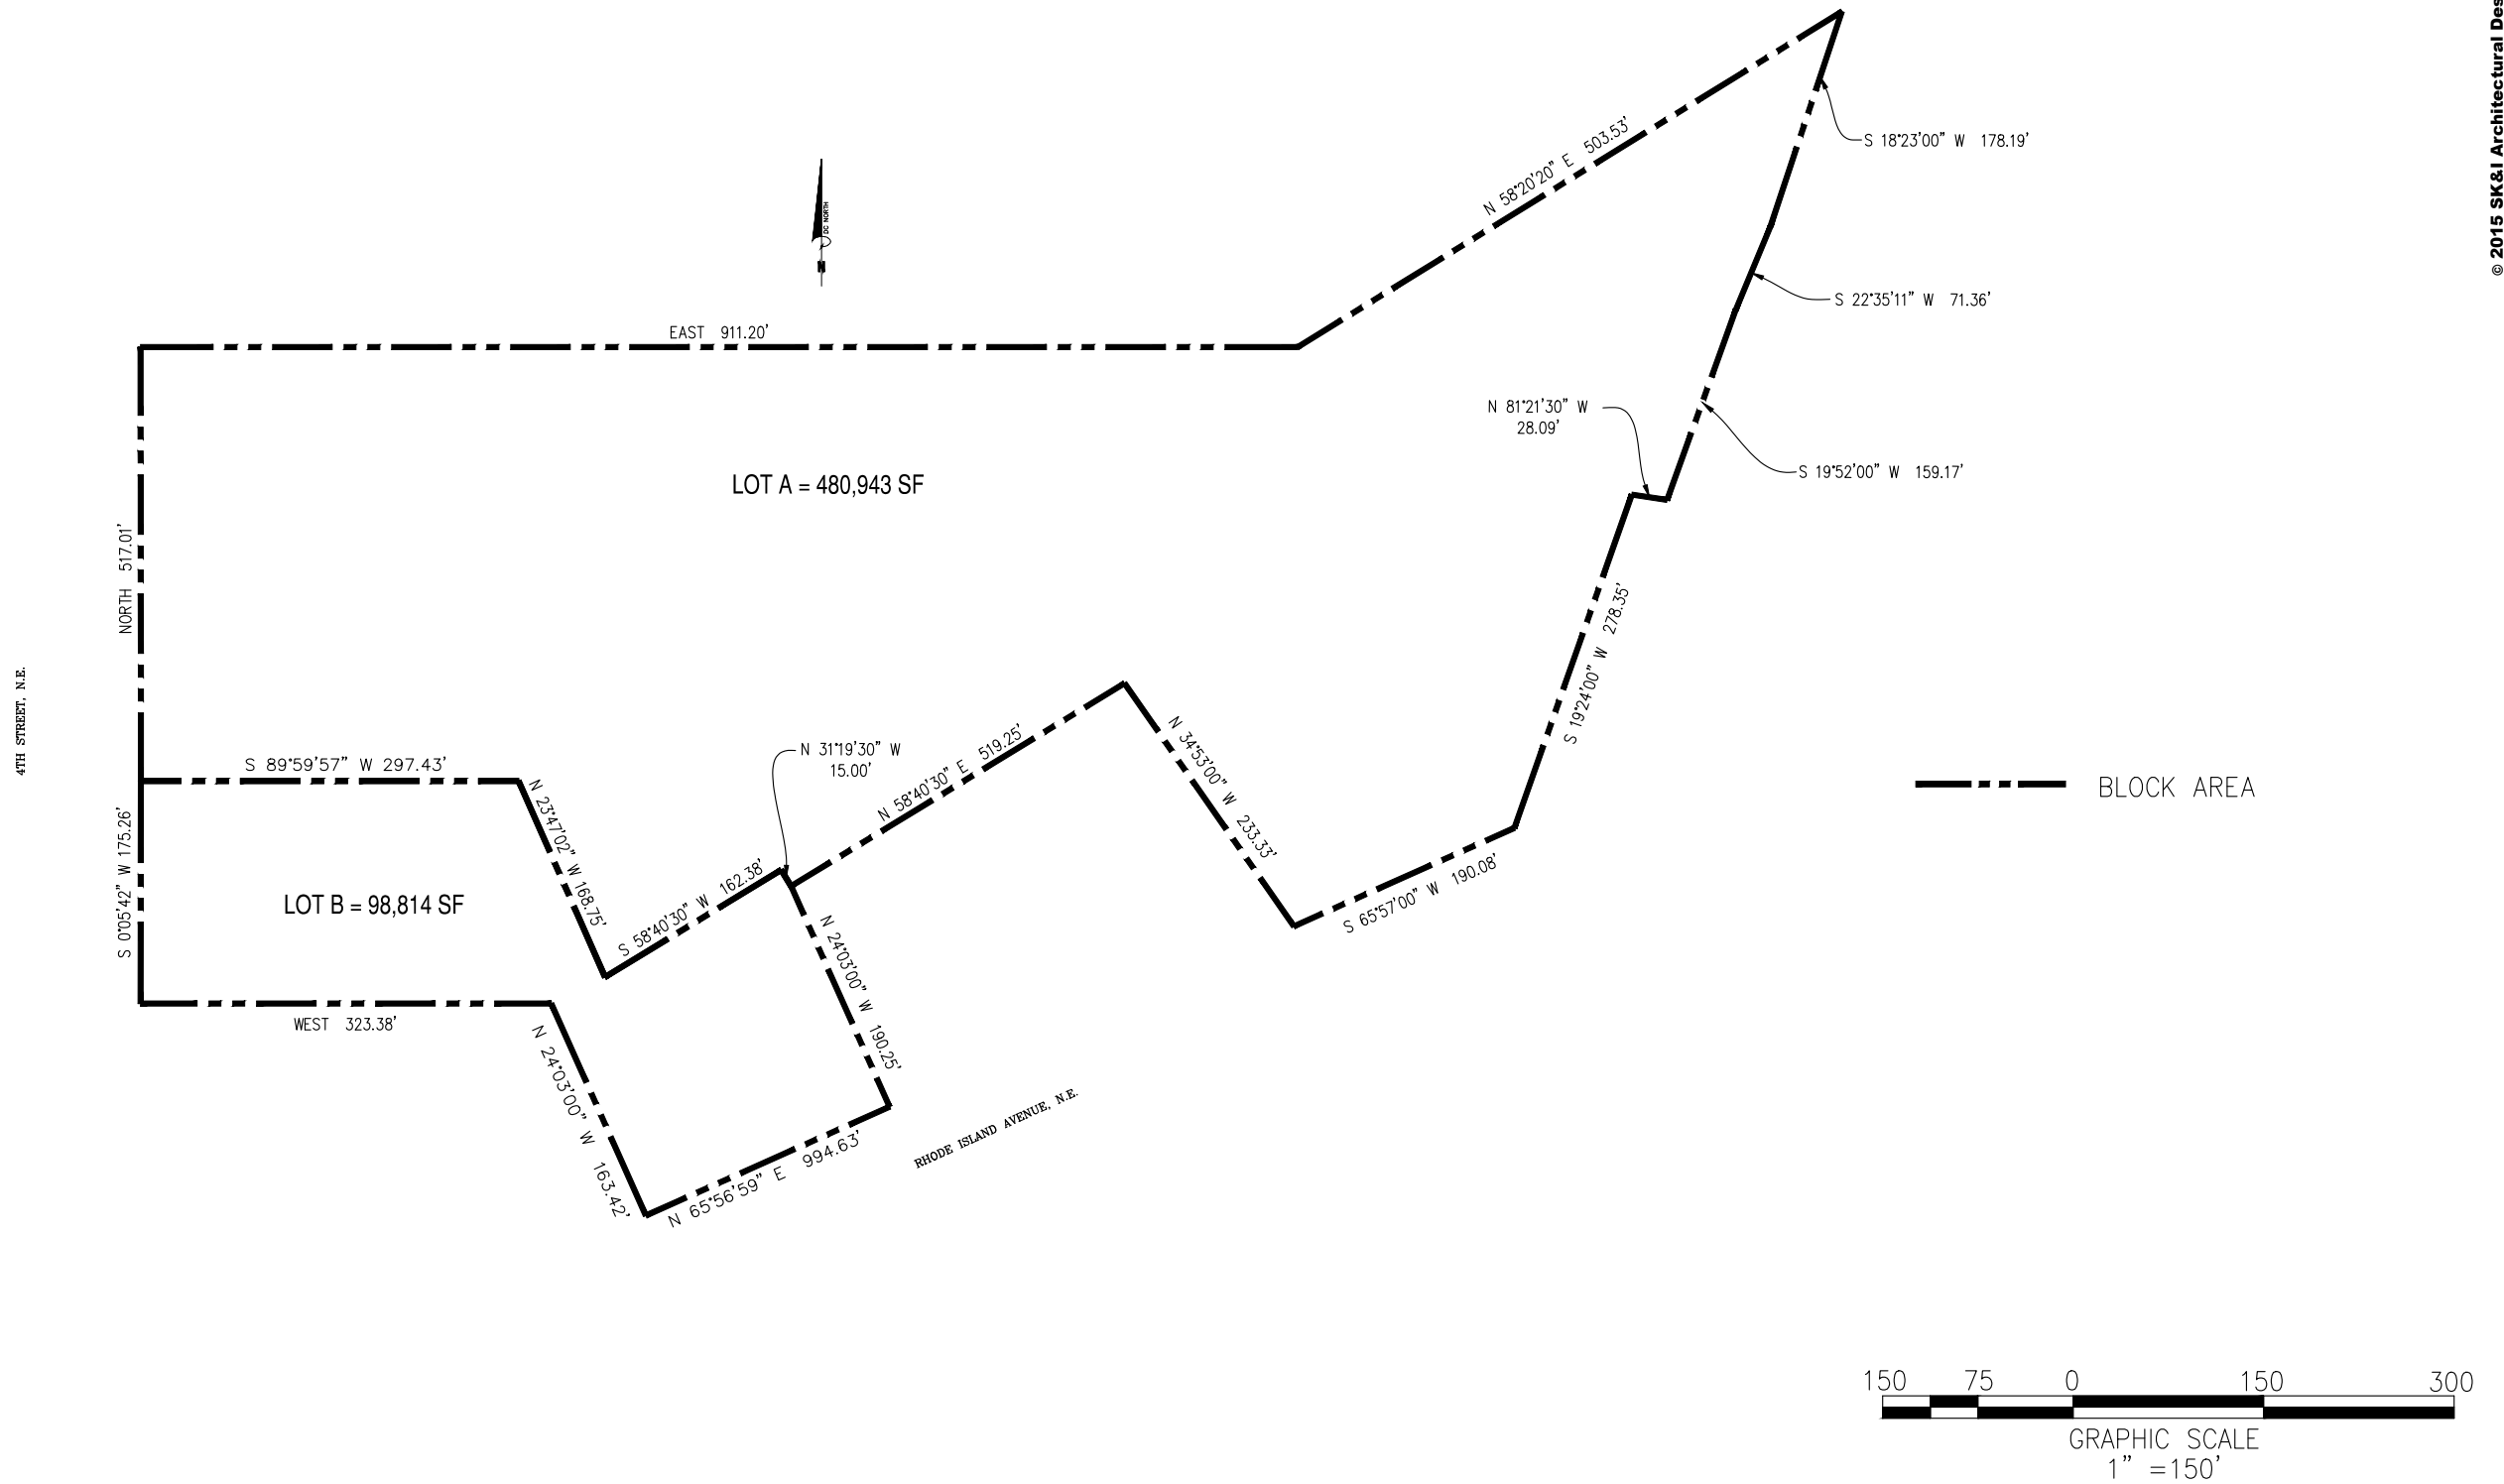 © 2015 SK&I Architectural Des
S 18°23'00" W 178.19'
N 58°20'20" E 503.53'
DC NORTH
N
S 22°35'11" W 71.36'
EAST 911.20'
N 81°21'30" W
28.09'
S 19°52'00" W 159.17'
LOT A = 480,943 SF
NORTH 517.01'
S 19°24'00" W 278.35'
4TH STREET, N.E.
N 31°19'30" W
15.00'
N 58°40'30" E 519.25'
N 34°53'00" W 233.33'
S 89°59'57" W 297.43'
BLOCK AREA
N 23°47'02" W 168.75'
S 0°05'42" W 175.26'
LOT B = 98,814 SF
S 58°40'30" W 162.38'
S 65°57'00" W 190.08'
N 24°03'00" W 190.25'
WEST 323.38'
N 24°03'00" W 163.42'
RHODE ISLAND AVENUE, N.E.
N 65°56'59" E 994.63'
150 75 0 150 300
GRAPHIC SCALE
1" =150'